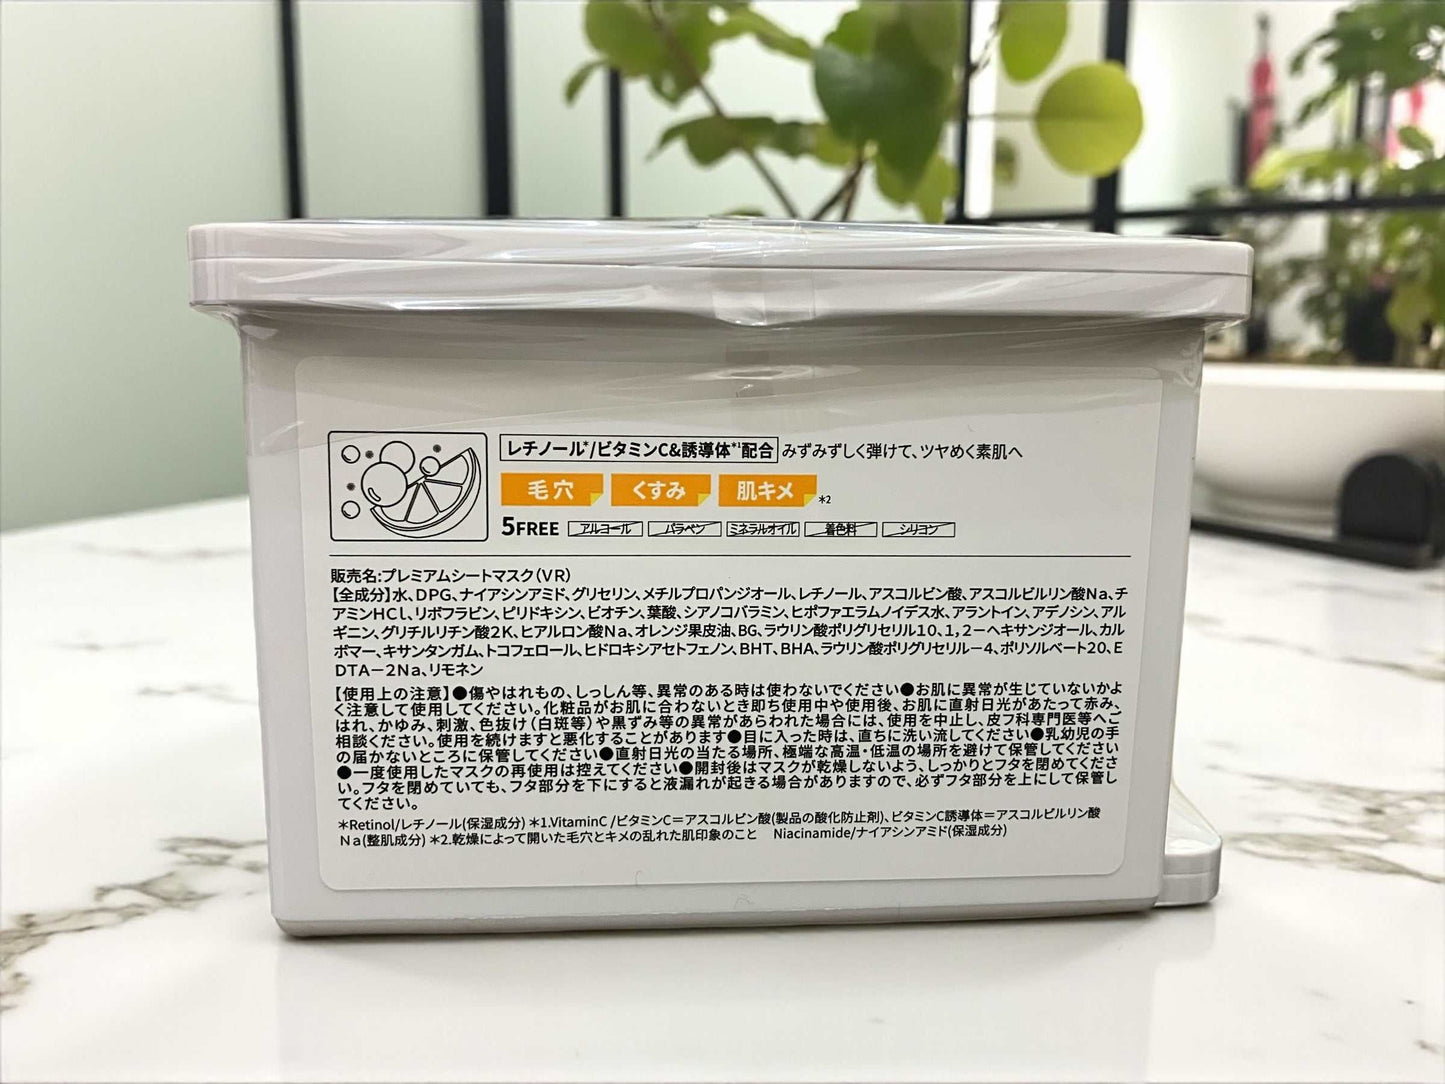 レチノール*/ビタミンC&誘導体*1配合 みずみずしく弾けて、ツヤめく素肌へ
毛穴 くすみ 肌キメ *2
5FREE アルコール パラベン ミネラルオイル 着色料 シリコン
販売名:プレミアムシートマスク(VR)
【全成分】水、DPG、ナイアシンアミド、グリセリン、メチルプロパンジオール、レチノール、アスコルビン酸、アスコルビルリン酸Na、チ
アミンHCl、リボフラビン、ピリドキシン、ビオチン、葉酸、シアノコバラミン、ヒポファエラムノイデス水、アラントイン、アデノシン、アル
ギニン、グリチルリチン酸2K、ヒアルロン酸Na、オレンジ果皮油、BG、ラウリン酸ポリグリセリル10、1,2-ヘキサンジオール、カル
ボマー、キサンタンガム、トコフェロール、ヒドロキシアセトフェノン、BHT、BHA、ラウリン酸ポリグリセリル-4、ポリソルベート20、E
DTA-2Na、リモネン
【使用上の注意】●傷やはれもの、しっしん等、異常のある時は使わないでください●お肌に異常が生じていないかよ
く注意して使用してください。化粧品がお肌に合わないとき即ち使用中や使用後、お肌に直射日光があたって赤み、
はれ、かゆみ、刺激、色抜け(白斑等)や黒ずみ等の異常があらわれた場合には、使用を中止し、皮フ科専門医等へご
相談ください。使用を続けますと悪化することがあります●目に入った時は、直ちに洗い流してください●乳幼児の手
の届かないところに保管してください●直射日光の当たる場所、極端な高温・低温の場所を避けて保管してください
●一度使用したマスクの再使用は控えてください●開封後はマスクが乾燥しないよう、しっかりとフタを閉めてくださ
い。フタを閉めていても、フタ部分を下にすると液漏れが起きる場合がありますので、必ずフタ部分を上にして保管し
てください。
*Retinol/レチノール(保湿成分) *1.VitaminC /ビタミンC=アスコルビン酸(製品の酸化防止剤)、ビタミンC誘導体=アスコルビルリン酸
Na(整肌成分) *2.乾燥によって開いた毛穴とキメの乱れた肌印象のこと Niacinamide/ナイアシンアミド(保湿成分)